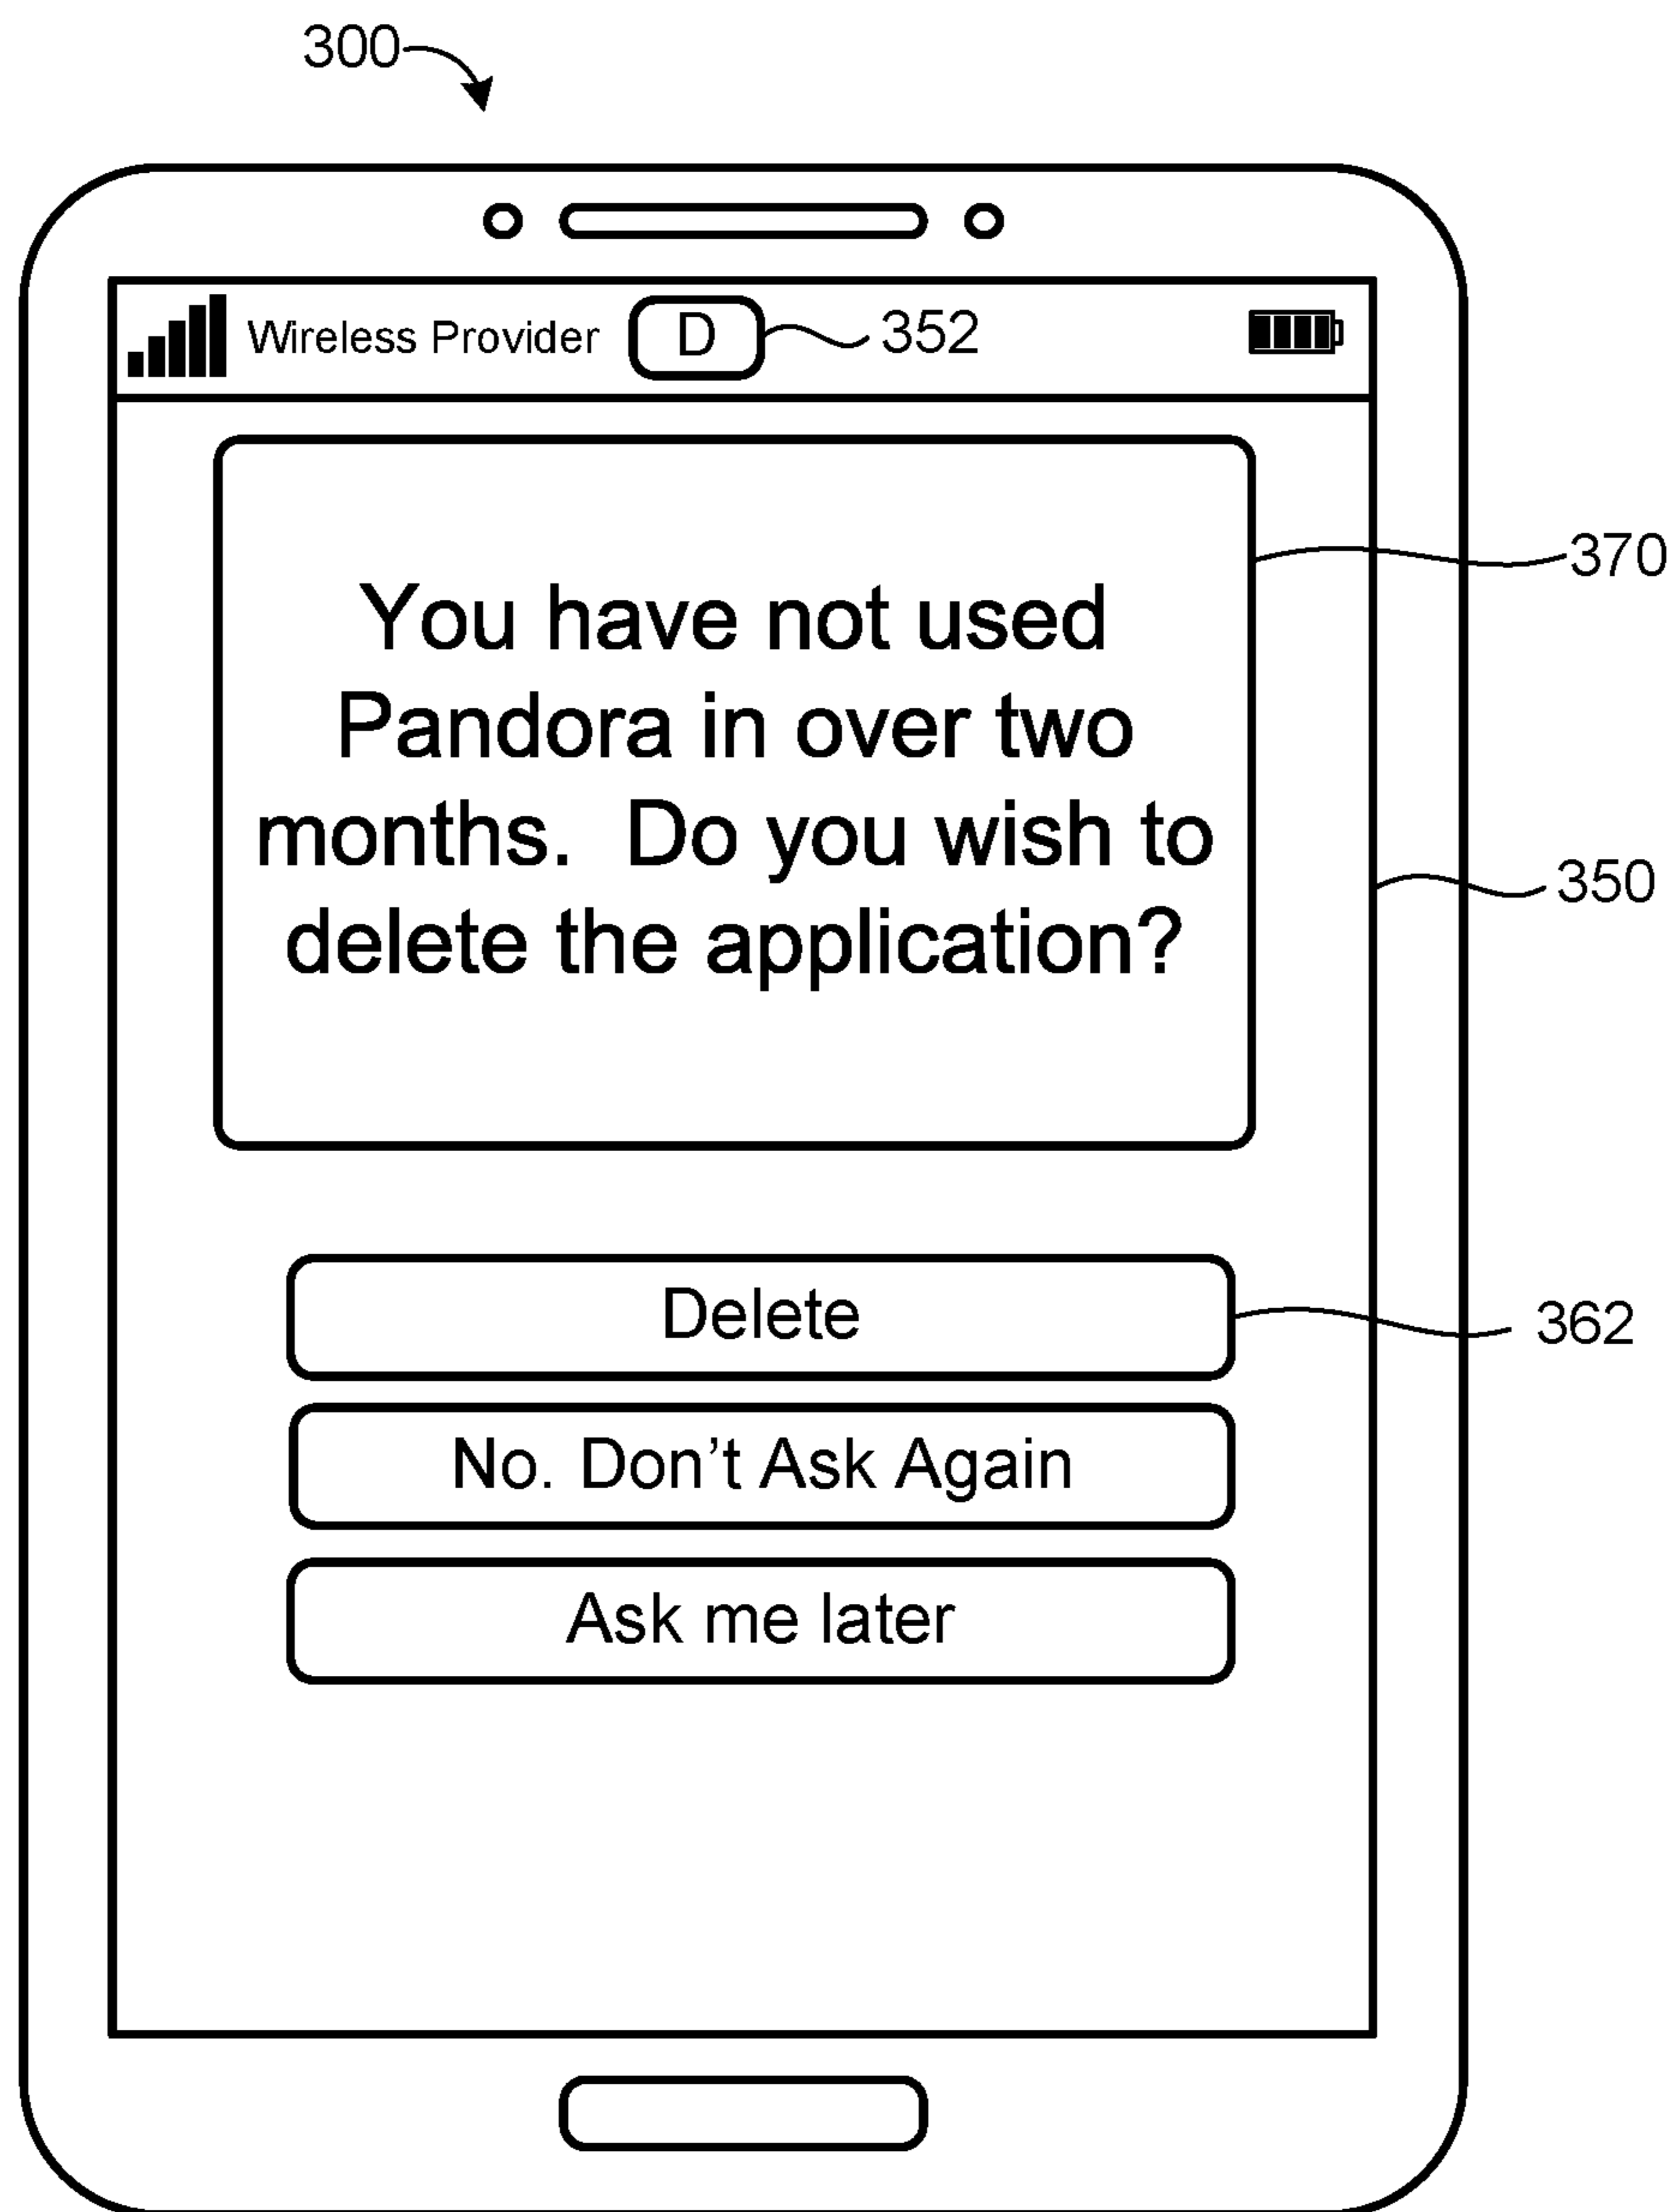 300
Wireless Provider D 352
You have not used
370
Pandora in over two
months.  Do you wish to
350
delete the application?
Delete
362
No. Don't Ask Again
Ask me later